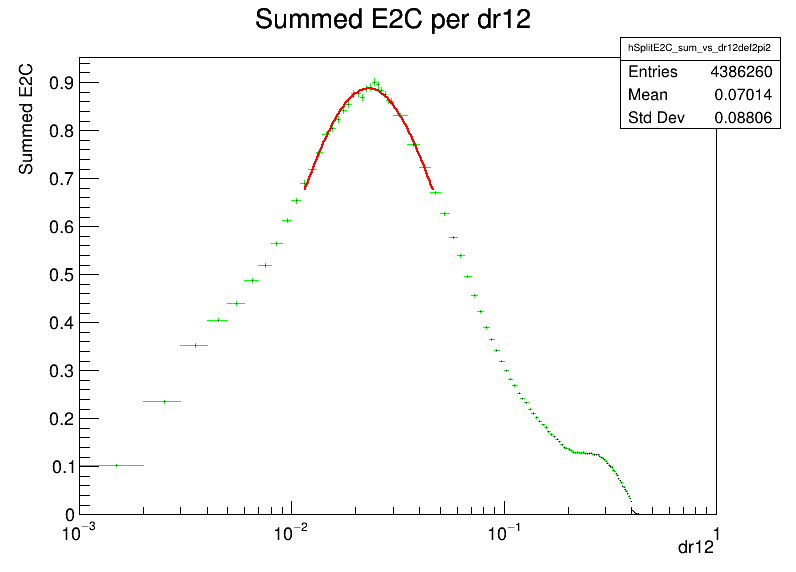 Summed E2C per dr12
hSplitE2C_sum_vs_dr12def2pi2
Entries 4386260
Mean 0.07014
Std Dev 0.08806
Summed E2C
0.9
0.8
0.7
0.6
0.5
0.4
0.3
0.2
0.1
0
10⁻³ 10⁻² 10⁻¹ 1
dr12